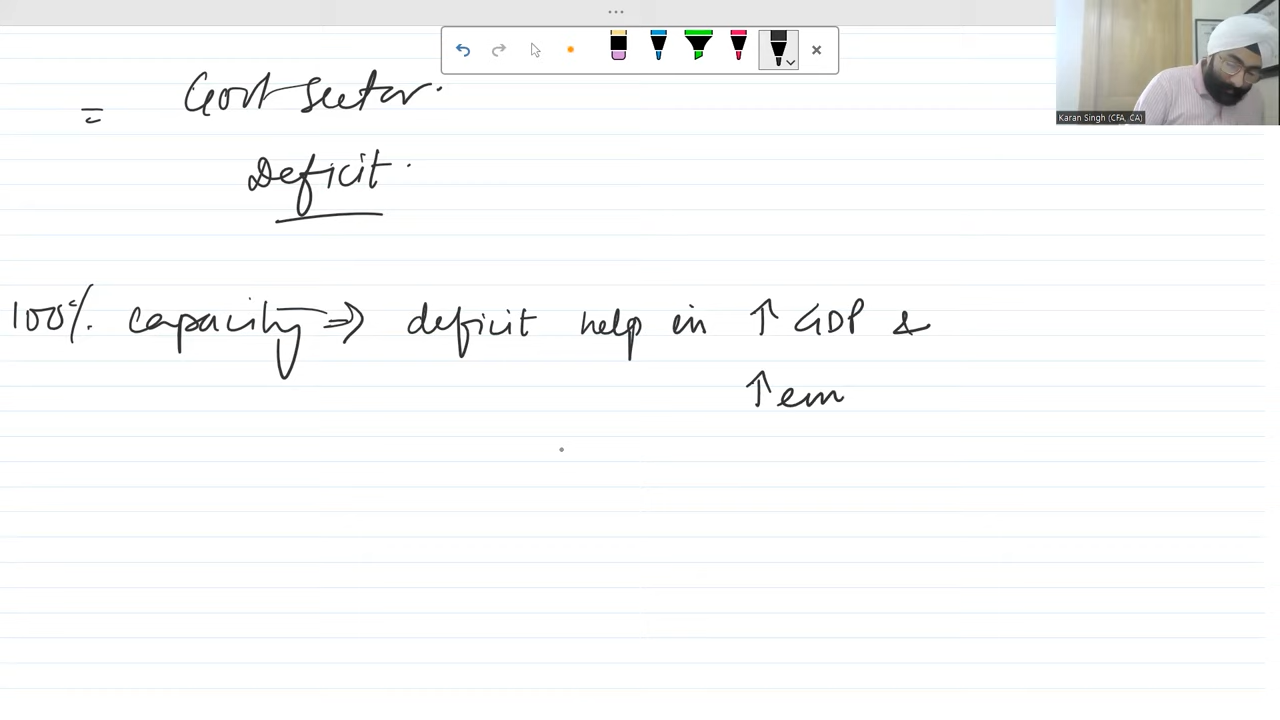 Govt Sector.
=
Deficit.
100% capacity ⇒ deficit help in ↑ GDP &
↑ em
Karan Singh (CFA, CA)